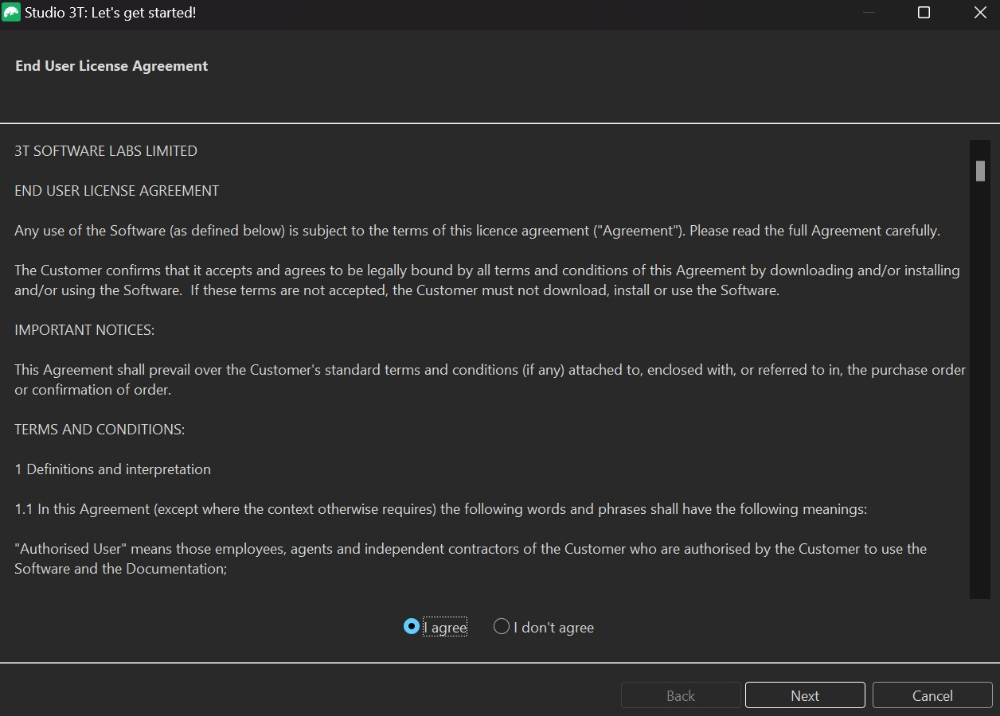 Studio 3T: Let's get started!
End User License Agreement
3T SOFTWARE LABS LIMITED
END USER LICENSE AGREEMENT
Any use of the Software (as defined below) is subject to the terms of this licence agreement ("Agreement"). Please read the full Agreement carefully.
The Customer confirms that it accepts and agrees to be legally bound by all terms and conditions of this Agreement by downloading and/or installing
and/or using the Software.  If these terms are not accepted, the Customer must not download, install or use the Software.
IMPORTANT NOTICES:
This Agreement shall prevail over the Customer's standard terms and conditions (if any) attached to, enclosed with, or referred to in, the purchase order
or confirmation of order.
TERMS AND CONDITIONS:
1 Definitions and interpretation
1.1 In this Agreement (except where the context otherwise requires) the following words and phrases shall have the following meanings:
"Authorised User" means those employees, agents and independent contractors of the Customer who are authorised by the Customer to use the
Software and the Documentation;
I agree I don't agree
Back Next Cancel